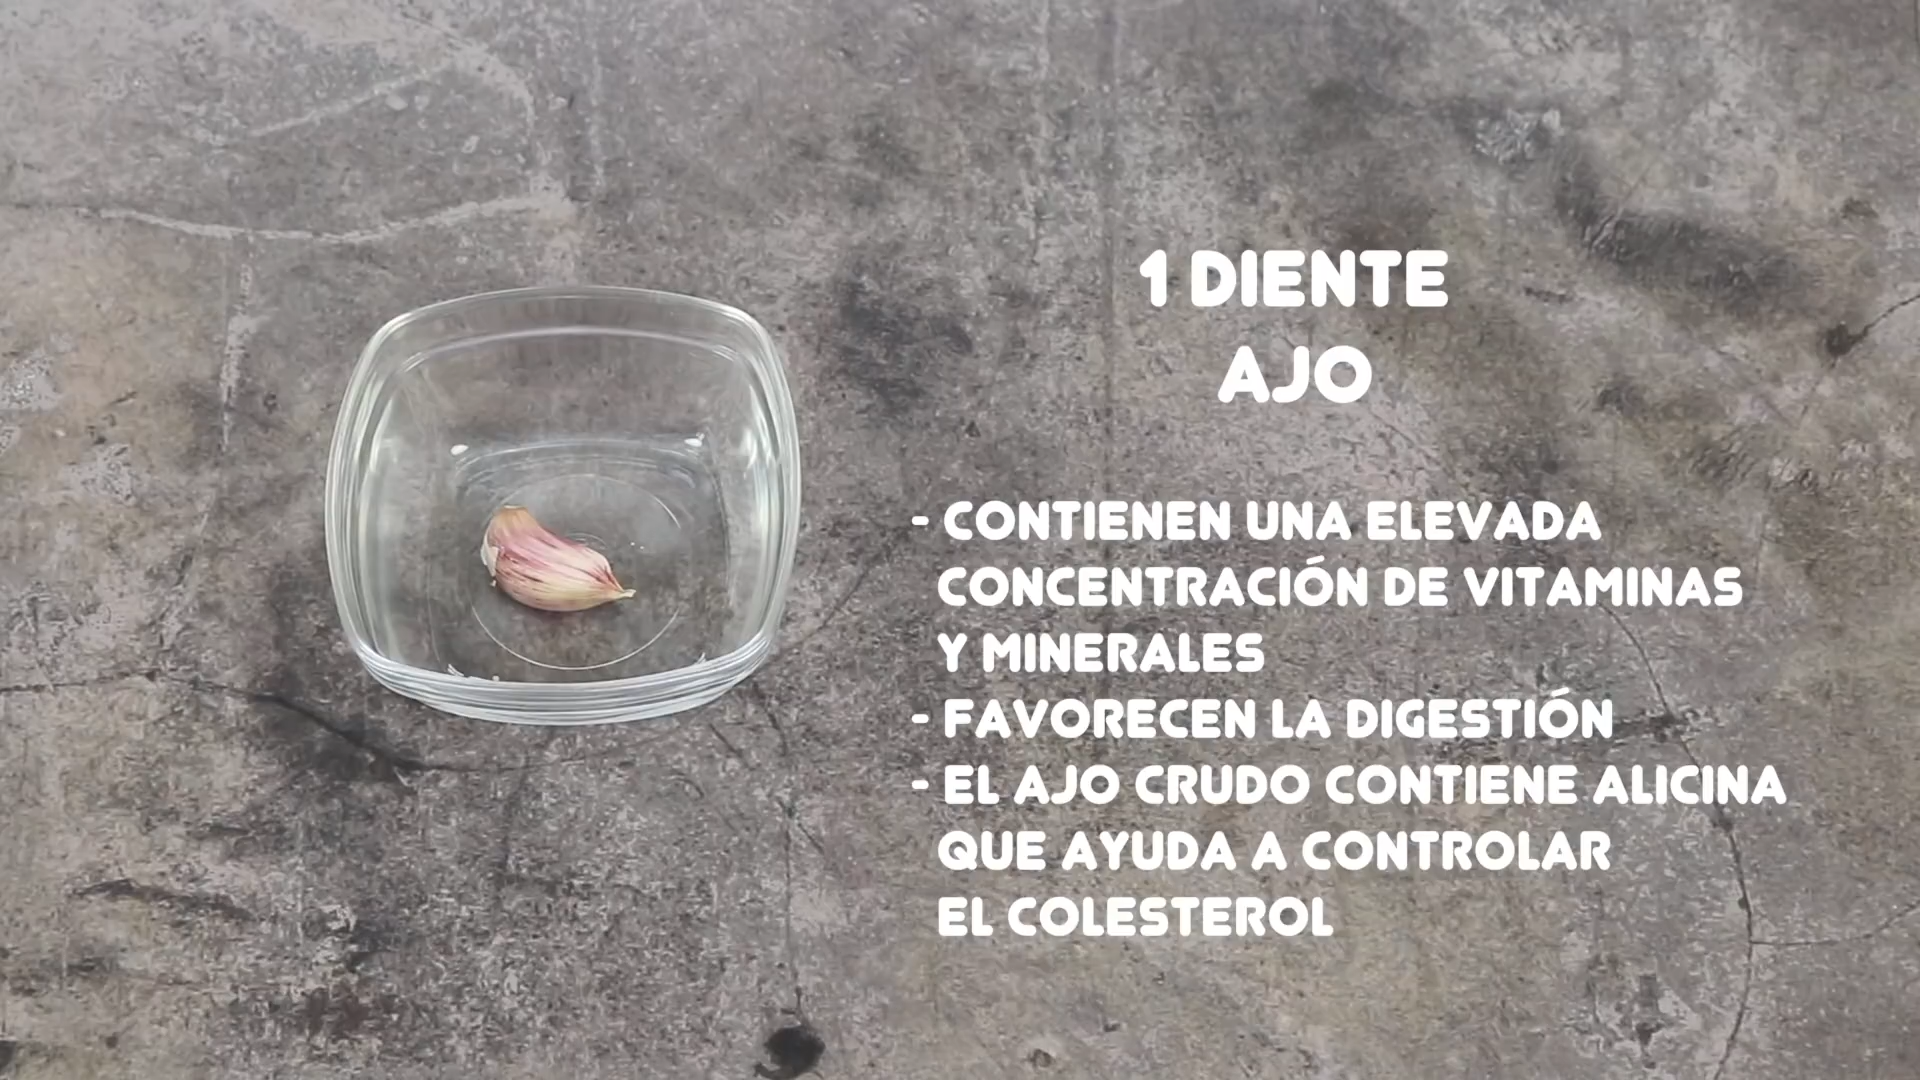 1 DIENTE
AJO
- CONTIENEN UNA ELEVADA
CONCENTRACIÓN DE VITAMINAS
Y MINERALES
- FAVORECEN LA DIGESTIÓN
- EL AJO CRUDO CONTIENE ALICINA
QUE AYUDA A CONTROLAR
EL COLESTEROL